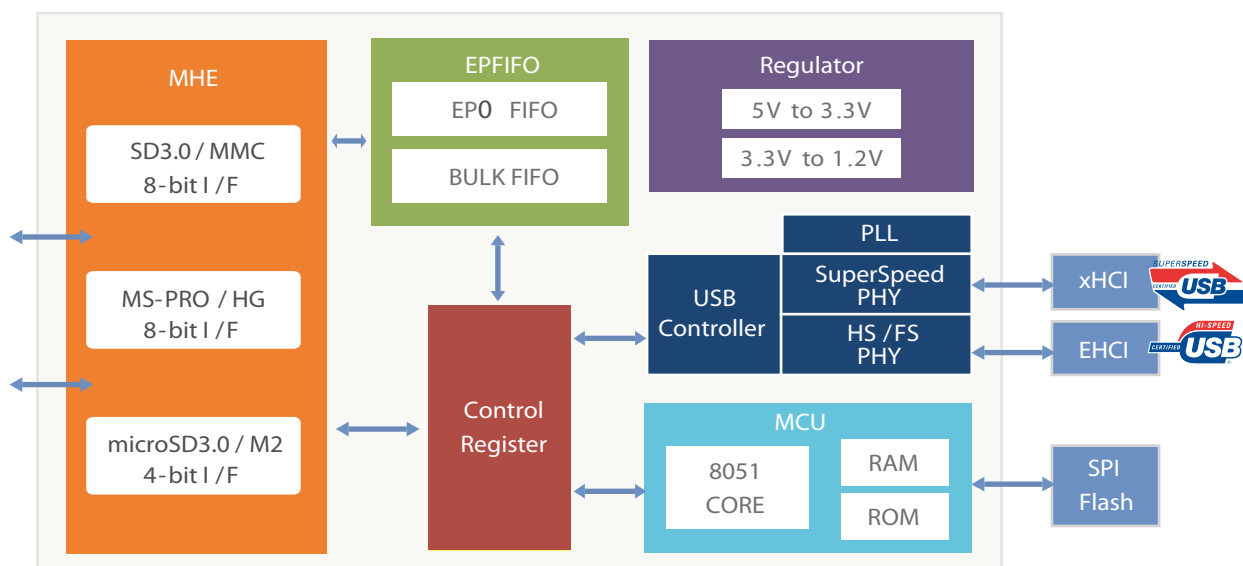 MHE
SD3.0 / MMC
8-bit I /F
MS-PRO / HG
8-bit I /F
microSD3.0 / M2
4-bit I /F
EPFIFO
EP0 FIFO
BULK FIFO
Control
Register
Regulator
5V to 3.3V
3.3V to 1.2V
USB
Controller
PLL
SuperSpeed
PHY
HS /FS
PHY
MCU
8051
CORE
RAM
ROM
xHCI
SUPERSPEED
CERTIFIED USB
EHCI
HI-SPEED
CERTIFIED USB
SPI
Flash